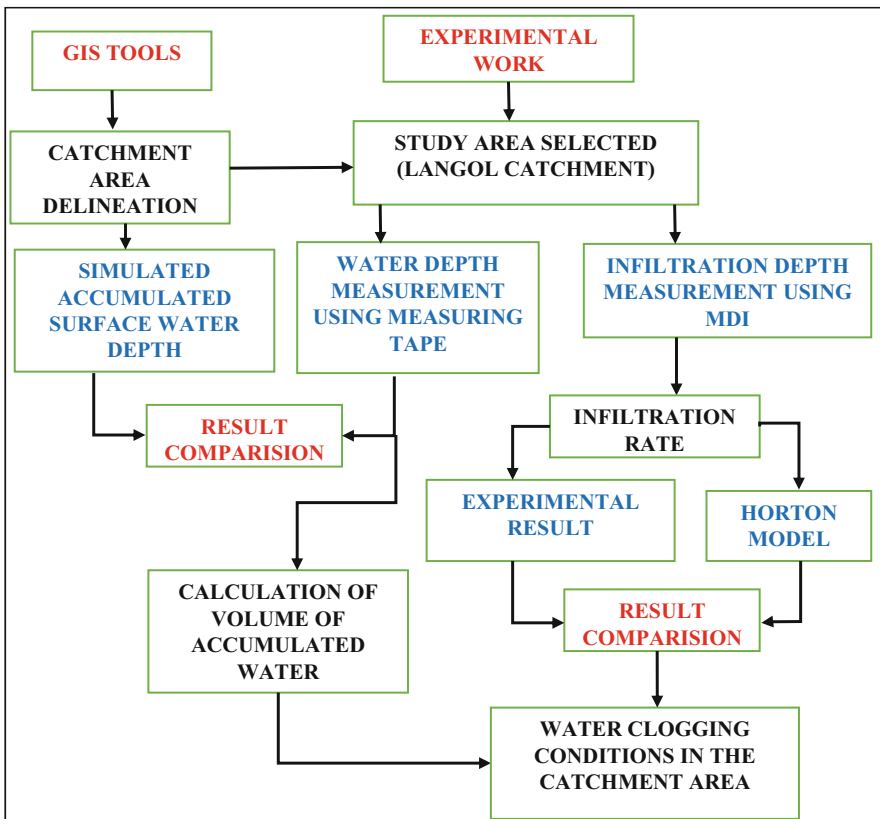 GIS TOOLS
EXPERIMENTAL
WORK
CATCHMENT
AREA
DELINEATION
STUDY AREA SELECTED
(LANGOL CATCHMENT)
SIMULATED
ACCUMULATED
SURFACE WATER
DEPTH
WATER DEPTH
MEASUREMENT
USING MEASURING
TAPE
INFILTRATION DEPTH
MEASUREMENT USING
MDI
RESULT
COMPARISION
INFILTRATION
RATE
EXPERIMENTAL
RESULT
HORTON
MODEL
CALCULATION OF
VOLUME OF
ACCUMULATED
WATER
RESULT
COMPARISION
WATER CLOGGING
CONDITIONS IN THE
CATCHMENT AREA